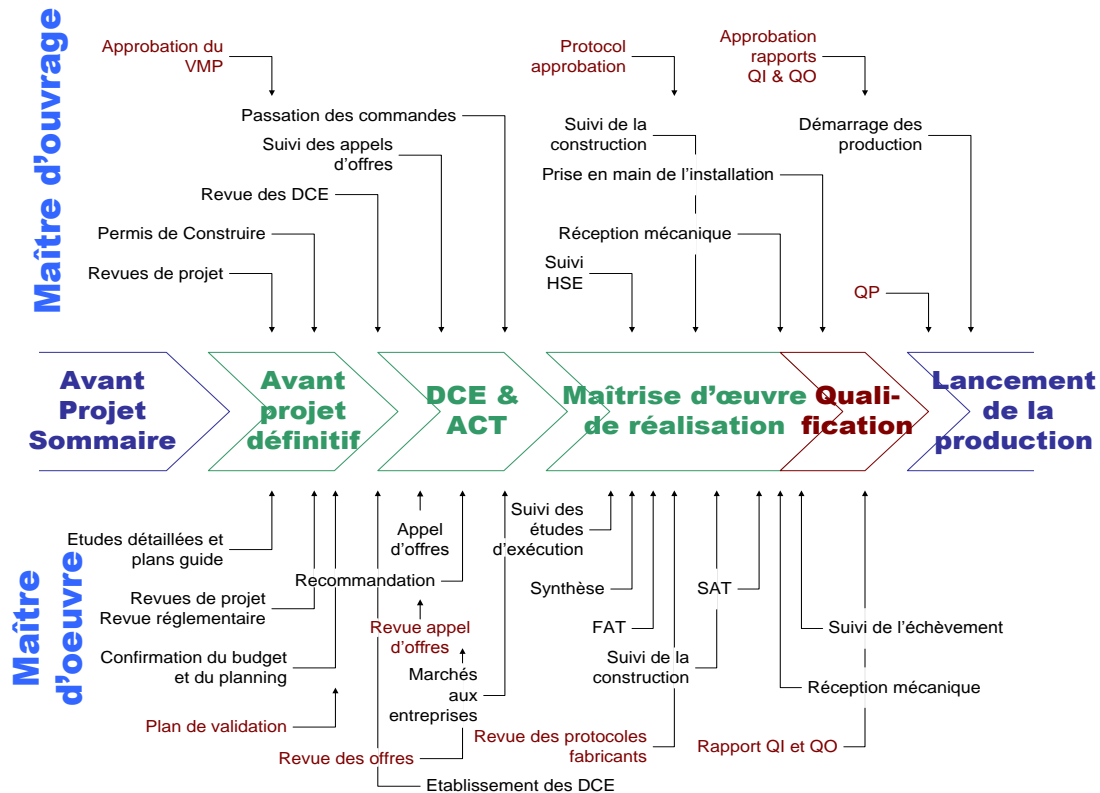 Maître d'ouvrage
Approbation du
VMP
Protocol
approbation
Approbation
rapports
QI & QO
Passation des commandes
Suivi des appels
d'offres
Suivi de la
construction
Démarrage des
production
Revue des DCE
Prise en main de l'installation
Permis de Construire
Réception mécanique
Revues de projet
Suivi
HSE
QP
Avant
Projet
Sommaire
Avant
projet
définitif
DCE &
ACT
Maîtrise d'œuvre
de réalisation
Quali-
fication
Lancement
de la
production
Maître
d'oeuvre
Etudes détaillées et
plans guide
Appel
d'offres
Suivi des
études
d'exécution
Recommandation
Synthèse
SAT
Revues de projet
Revue réglementaire
Revue appel
d'offres
FAT
Suivi de l'échèvement
Confirmation du budget
et du planning
Marchés
aux
entreprises
Suivi de la
construction
Réception mécanique
Plan de validation
Revue des offres
Revue des protocoles
fabricants
Rapport QI et QO
Etablissement des DCE